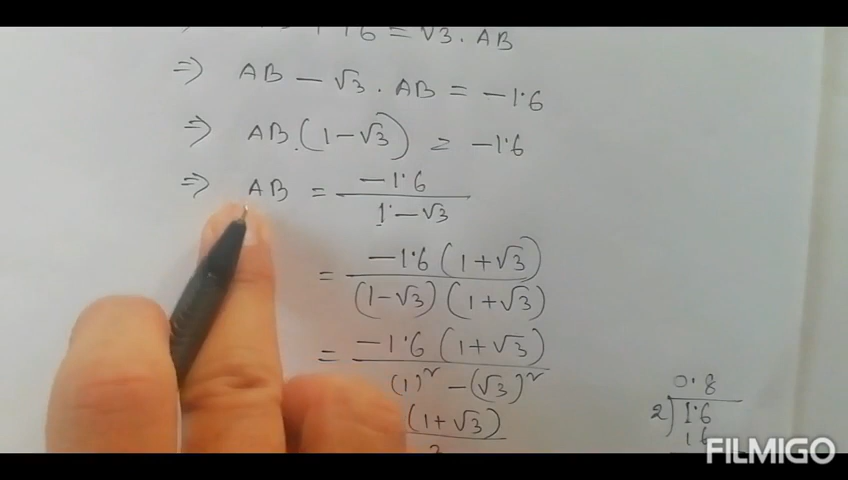 1.6 = √3 . AB
⇒ AB − √3 . AB = −1.6
⇒ AB.(1−√3) = −1.6
⇒ AB = −1.6 / 1−√3
= −1.6 (1+√3) / (1−√3) (1+√3)
= −1.6 (1+√3) / (1)² − (√3)²
(1+√3)
0.8
2) 1.6
16
FILMIGO